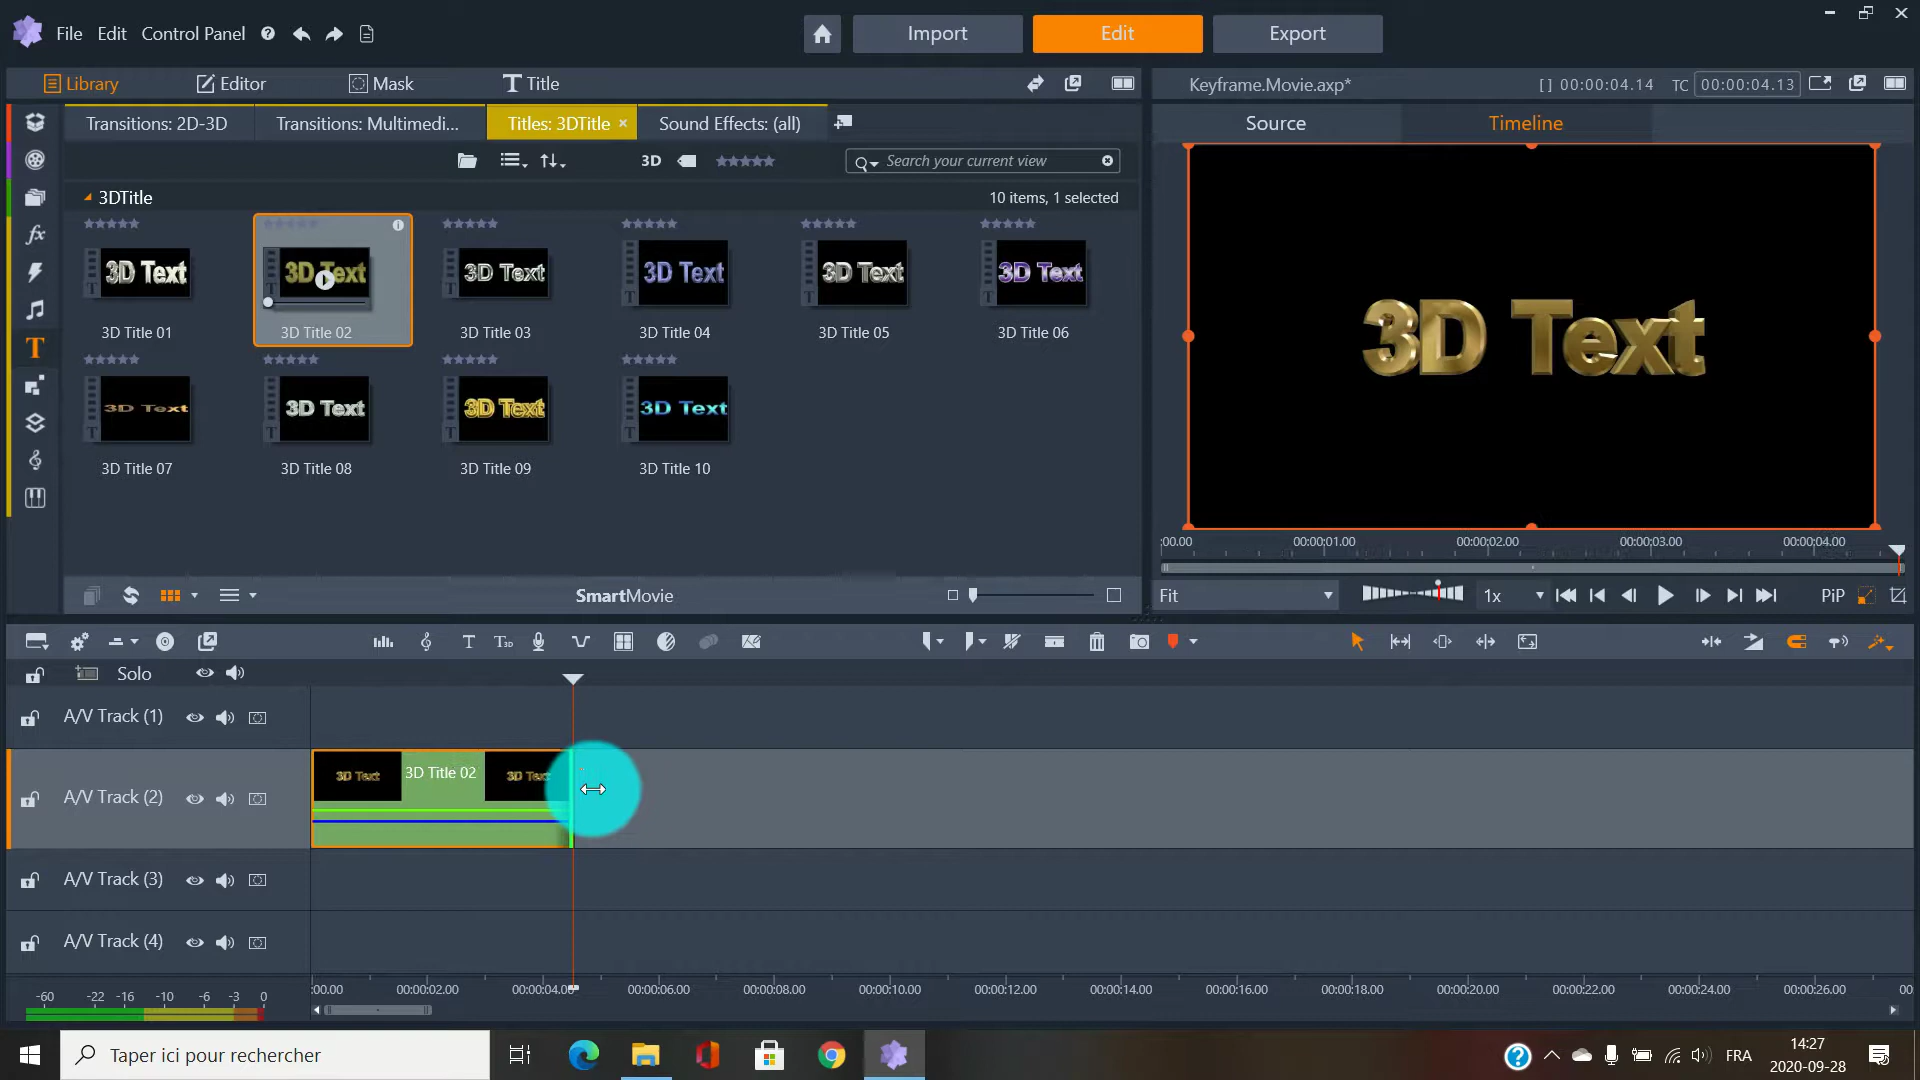 File Edit Control Panel
Import Edit Export
Library Editor Mask Title
Keyframe.Movie.axp* [] 00:00:04.14 TC 00:00:04.13
Transitions: 2D-3D Transitions: Multimedi... Titles: 3DTitle × Sound Effects: (all)
Source Timeline
3D Search your current view
3DTitle 10 items, 1 selected
3D Text 3D Text 3D Text 3D Text 3D Text 3D Text
3D Title 01 3D Title 02 3D Title 03 3D Title 04 3D Title 05 3D Title 06
3D Text 3D Text 3D Text 3D Text
3D Title 07 3D Title 08 3D Title 09 3D Title 10
3D Text
:00.00 00:00:01.00 00:00:02.00 00:00:03.00 00:00:04.00
SmartMovie
Fit 1x PiP
Solo
A/V Track (1)
A/V Track (2)
3D Text 3D Title 02 3D Text
A/V Track (3)
A/V Track (4)
:00.00 00:00:02.00 00:00:04.00 00:00:06.00 00:00:08.00 00:00:10.00 00:00:12.00 00:00:14.00 00:00:16.00 00:00:18.00 00:00:20.00 00:00:22.00 00:00:24.00 00:00:26.00 00
-60 -22 -16 -10 -6 -3 0
Taper ici pour rechercher
FRA
14:27
2020-09-28